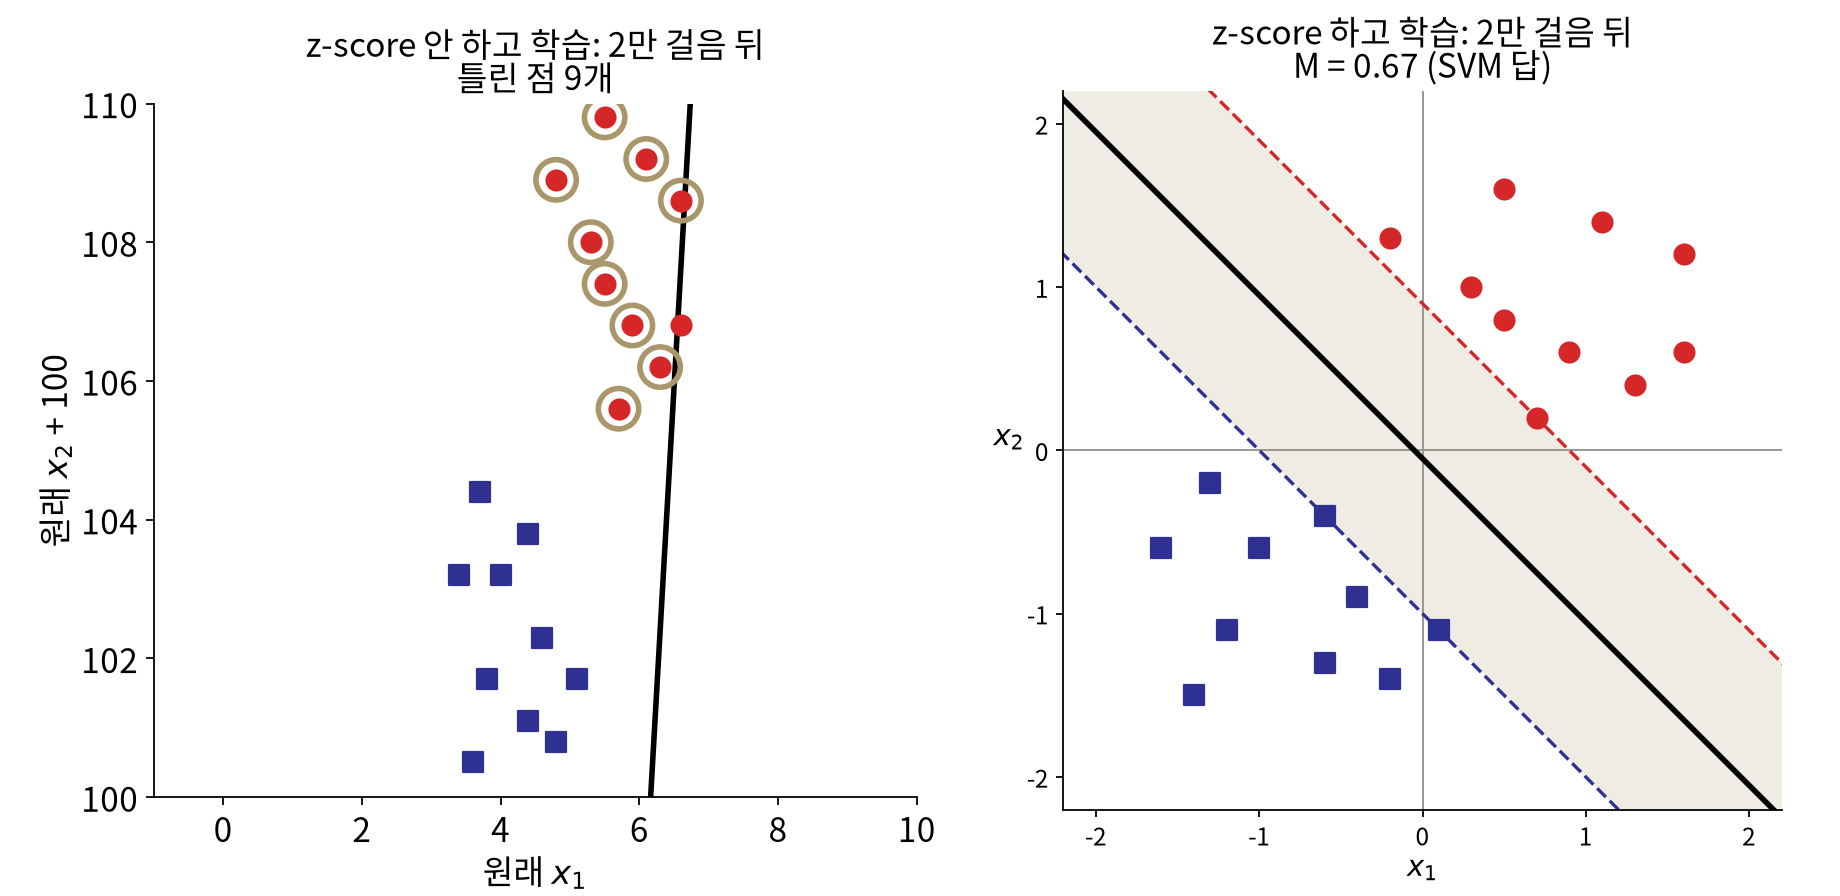 z-score 안 하고 학습: 2만 걸음 뒤
틀린 점 9개
110
108
106
104
102
100
원래 x₂ + 100
0 2 4 6 8 10
원래 x₁
z-score 하고 학습: 2만 걸음 뒤
M = 0.67 (SVM 답)
2
1
0
-1
-2
x₂
-2 -1 0 1 2
x₁